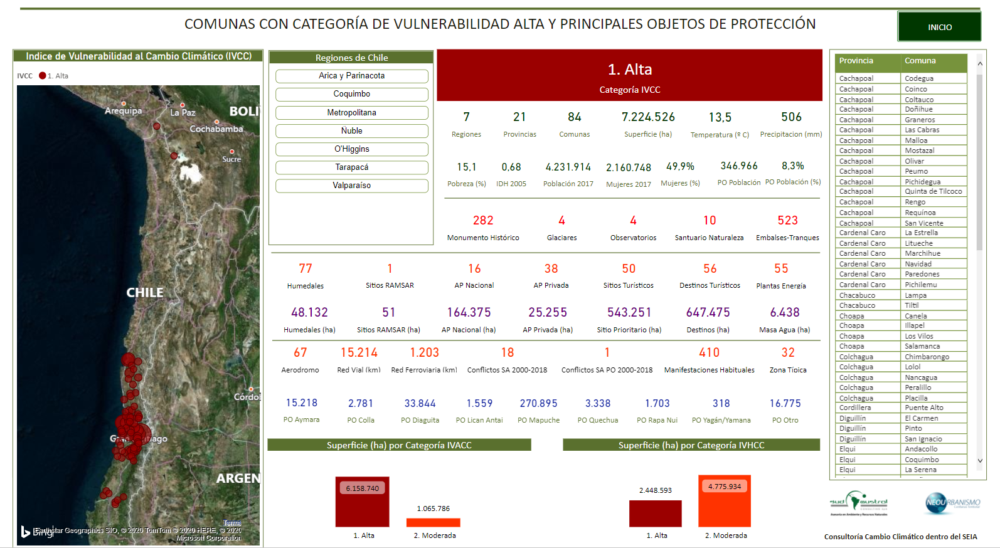 COMUNAS CON CATEGORÍA DE VULNERABILIDAD ALTA Y PRINCIPALES OBJETOS DE PROTECCIÓN
INICIO
Indice de Vulnerabilidad al Cambio Climático (IVCC)
IVCC 1. Alta
Arequipa
La Paz
BOLI
Cochabamba
Sucre
CHILE
Córdo
Gran Santiago
ARGEN
Terms
Bing
Earthstar Geographics SIO, © 2020 TomTom © 2020 HERE, © 2020
Microsoft Corporation
Regiones de Chile
Arica y Parinacota
Coquimbo
Metropolitana
Ñuble
O'Higgins
Tarapacá
Valparaíso
1. Alta
Categoría IVCC
7 21 84 7.224.526 13,5 506
Regiones Provincias Comunas Superficie (ha) Temperatura (º C) Precipitacion (mm)
15,1 0,68 4.231.914 2.160.748 49,9% 346.966 8,3%
Pobreza (%) IDH 2005 Población 2017 Mujeres 2017 Mujeres (%) PO Población PO Población (%)
282 4 4 10 523
Monumento Histórico Glaciares Observatorios Santuario Naturaleza Embalses-Tranques
77 1 16 38 50 56 55
Humedales Sitios RAMSAR AP Nacional AP Privada Sitios Turísticos Destinos Turísticos Plantas Energía
48.132 51 164.375 25.255 543.251 647.475 6.438
Humedales (ha) Sitios RAMSAR (ha) AP Nacional (ha) AP Privada (ha) Sitio Prioritario (ha) Destinos (ha) Masa Agua (ha)
67 15.214 1.203 18 1 410 32
Aerodromo Red Vial (km) Red Ferroviaria (km) Conflictos SA 2000-2018 Conflictos SA PO 2000-2018 Manifestaciones Habituales Zona Típica
15.218 2.781 33.844 1.559 270.895 3.338 1.703 318 16.775
PO Aymara PO Colla PO Diaguita PO Lican Antai PO Mapuche PO Quechua PO Rapa Nui PO Yagán/Yamana PO Otro
Superficie (ha) por Categoría IVACC
6.158.740
1.065.786
1. Alta 2. Moderada
Superficie (ha) por Categoría IVHCC
2.448.593
4.775.934
1. Alta 2. Moderada
Provincia Comuna
Cachapoal Codegua
Cachapoal Coinco
Cachapoal Coltauco
Cachapoal Doñihue
Cachapoal Graneros
Cachapoal Las Cabras
Cachapoal Malloa
Cachapoal Mostazal
Cachapoal Olivar
Cachapoal Peumo
Cachapoal Pichidegua
Cachapoal Quinta de Tilcoco
Cachapoal Rengo
Cachapoal Requínoa
Cachapoal San Vicente
Cardenal Caro La Estrella
Cardenal Caro Litueche
Cardenal Caro Marchihue
Cardenal Caro Navidad
Cardenal Caro Paredones
Cardenal Caro Pichilemu
Chacabuco Lampa
Chacabuco Tiltil
Choapa Canela
Choapa Illapel
Choapa Los Vilos
Choapa Salamanca
Colchagua Chimbarongo
Colchagua Lolol
Colchagua Nancagua
Colchagua Peralillo
Colchagua Placilla
Cordillera Puente Alto
Diguillín El Carmen
Diguillín Pinto
Diguillín San Ignacio
Elqui Andacollo
Elqui Coquimbo
Elqui La Serena
sud austral
Asesoría en Ambiente y Recursos Naturales
NEOURBANISMO
Consultoría Cambio Climático dentro del SEIA